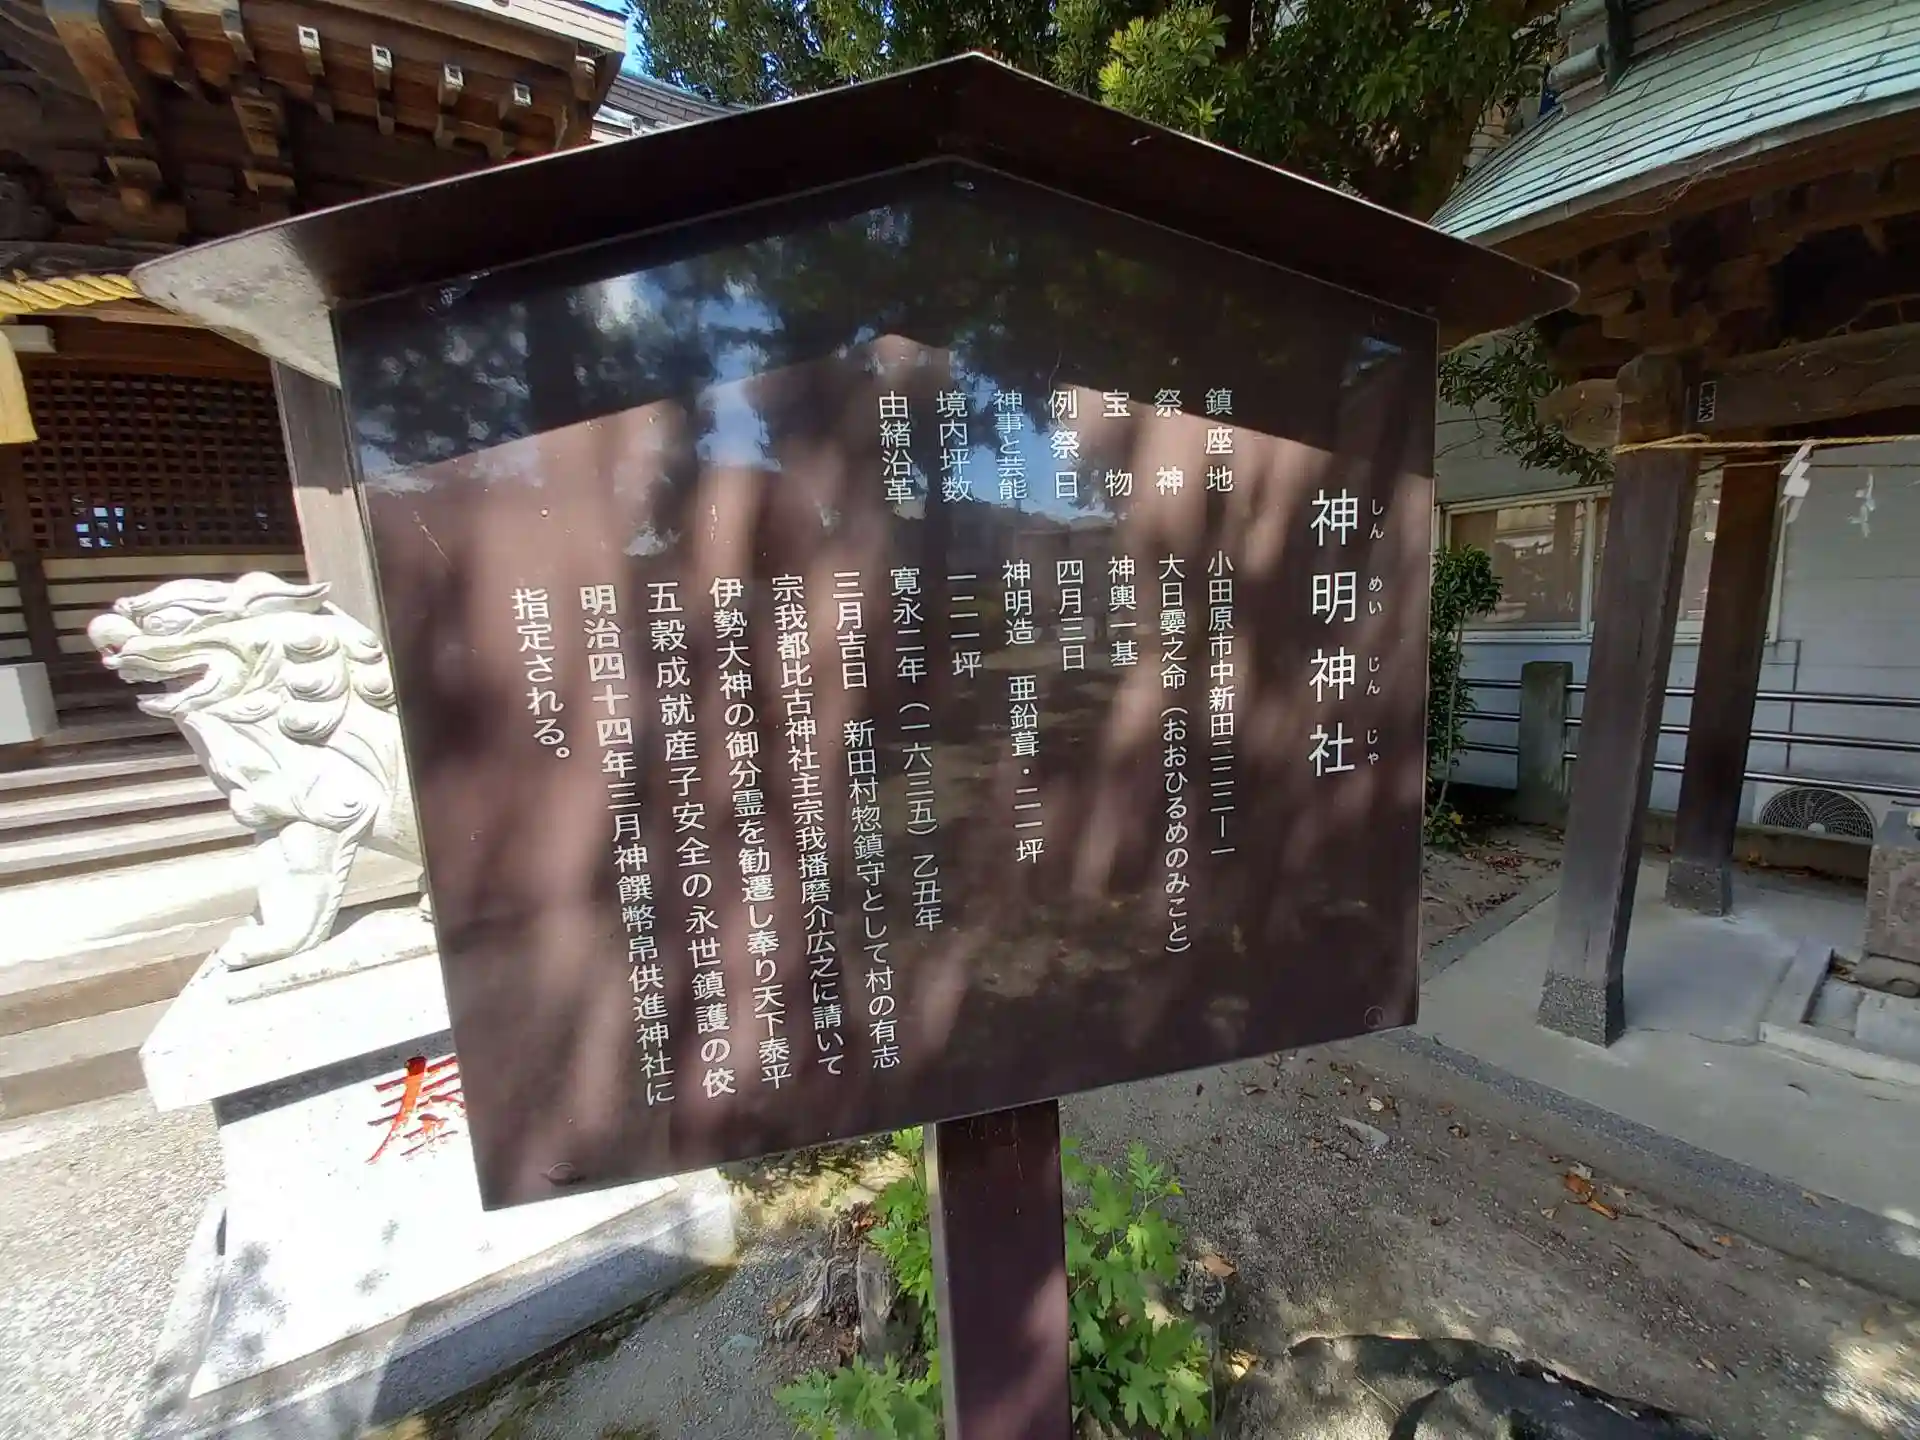 神明神社
しんめいじんじゃ
鎮座地 小田原市中新田二二二ー一
祭神 大日孁之命（おおひるめのみこと）
宝物 神輿一基
例祭日 四月三日
神事と芸能 神明造 亜鉛葺・二一坪
境内坪数 一二一坪
由緒沿革 寛永二年（一六三五）乙丑年
三月吉日 新田村惣鎮守として村の有志
宗我都比古神社主宗我播磨介広之に請いて
伊勢大神の御分霊を勧遷し奉り天下泰平
五穀成就産子安全の永世鎮護の佼
明治四十四年三月神饌幣帛供進神社に
指定される。
奉